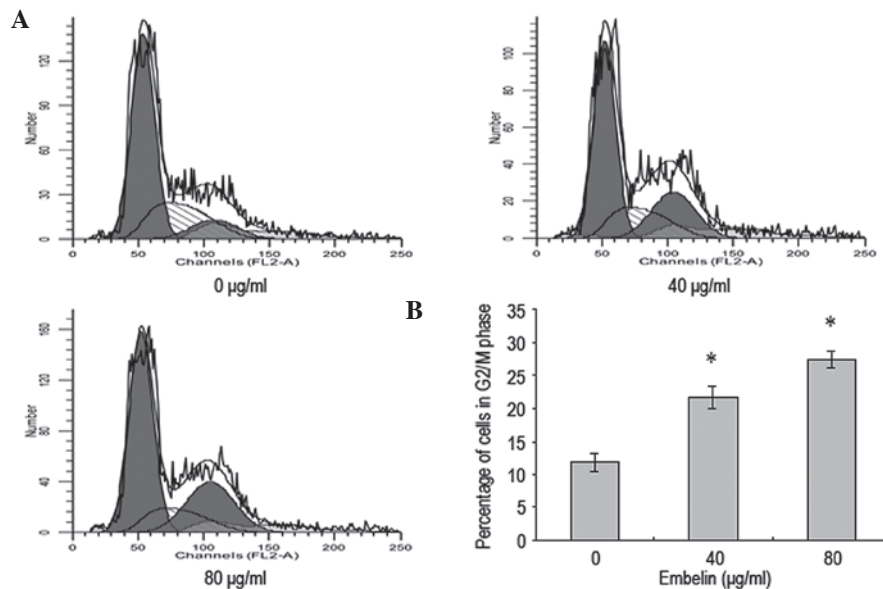 A
Number
150
120
90
60
30
0
0 50 100 150 200 250
Channels (FL2-A)
0 µg/ml
Number
100
80
60
40
20
0
0 50 100 150 200 250
Channels (FL2-A)
40 µg/ml
Number
160
120
80
40
0
0 50 100 150 200 250
Channels (FL2-A)
80 µg/ml
B
Percentage of cells in G2/M phase
35
30
25
20
15
10
5
0
*
*
0 40 80
Embelin (µg/ml)